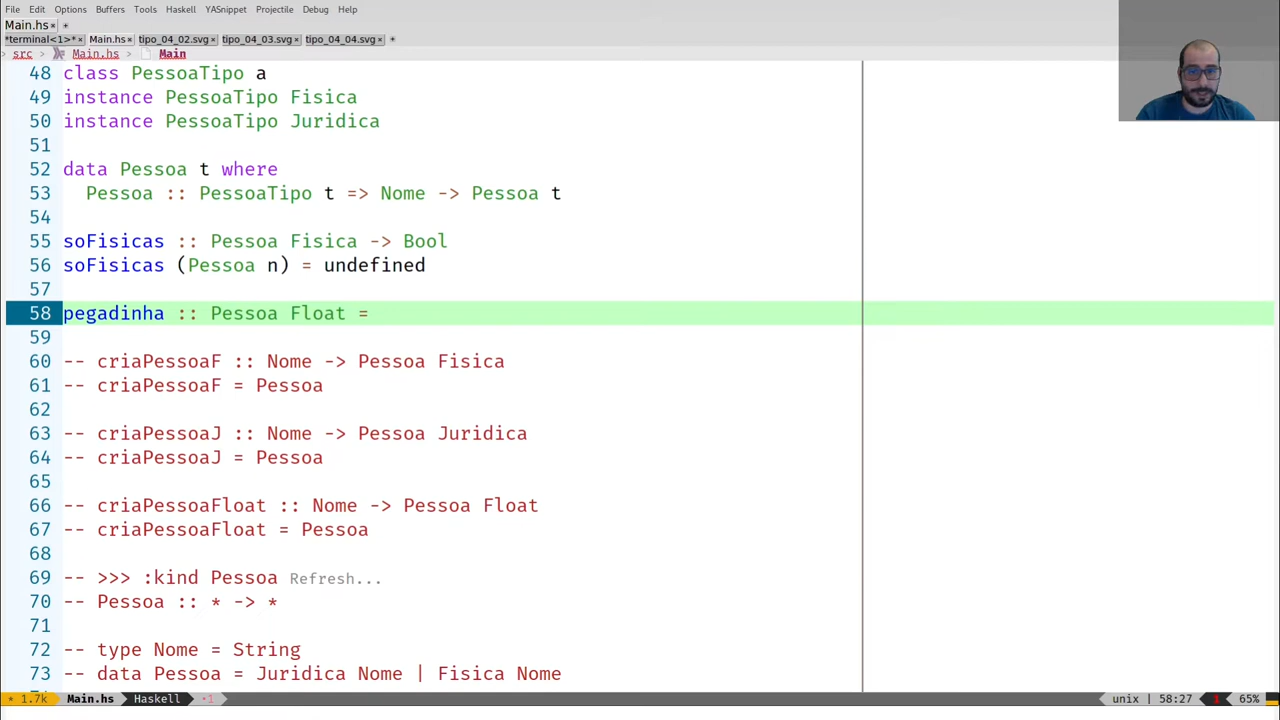 File Edit Options Buffers Tools Haskell YASnippet Projectile Debug Help
Main.hs
*terminal<1>* Main.hs tipo_04_02.svg tipo_04_03.svg tipo_04_04.svg
src > Main.hs > Main
48 class PessoaTipo a
49 instance PessoaTipo Fisica
50 instance PessoaTipo Juridica
51
52 data Pessoa t where
53 Pessoa :: PessoaTipo t => Nome -> Pessoa t
54
55 soFisicas :: Pessoa Fisica -> Bool
56 soFisicas (Pessoa n) = undefined
57
58 pegadinha :: Pessoa Float =
59
60 -- criaPessoaF :: Nome -> Pessoa Fisica
61 -- criaPessoaF = Pessoa
62
63 -- criaPessoaJ :: Nome -> Pessoa Juridica
64 -- criaPessoaJ = Pessoa
65
66 -- criaPessoaFloat :: Nome -> Pessoa Float
67 -- criaPessoaFloat = Pessoa
68
69 -- >>> :kind Pessoa Refresh...
70 -- Pessoa :: * -> *
71
72 -- type Nome = String
73 -- data Pessoa = Juridica Nome | Fisica Nome
* 1.7k Main.hs Haskell •1 unix | 58:27 1 65%